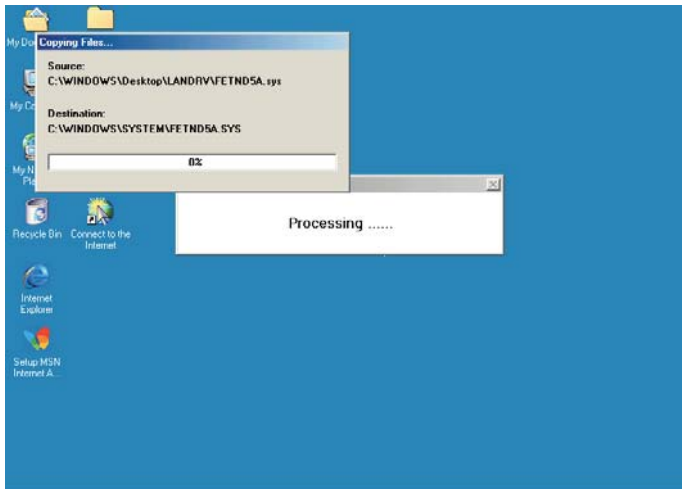 My Do
Copying Files...
Source:
C:\WINDOWS\Desktop\LANDRV\FETND5A.sys
My Co
Destination:
C:\WINDOWS\SYSTEM\FETND5A.SYS
0%
My N
Pla
Processing ......
Recycle Bin
Connect to the
Internet
Internet
Explorer
Setup MSN
Internet A...